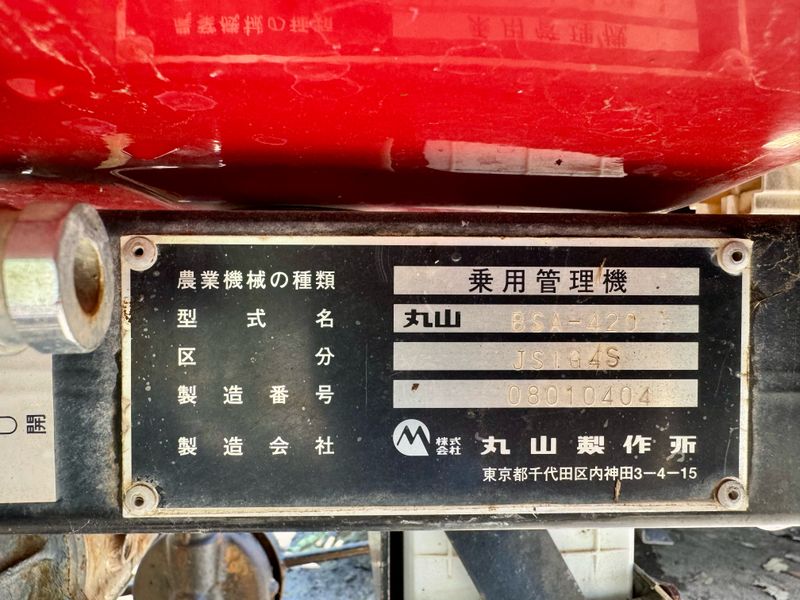 農業機械の種類 乗用管理機
型式名 丸山 BSA-420
区分 JS1G4S
製造番号 08010404
製造会社 株式会社 丸山製作所
東京都千代田区内神田3-4-15
開